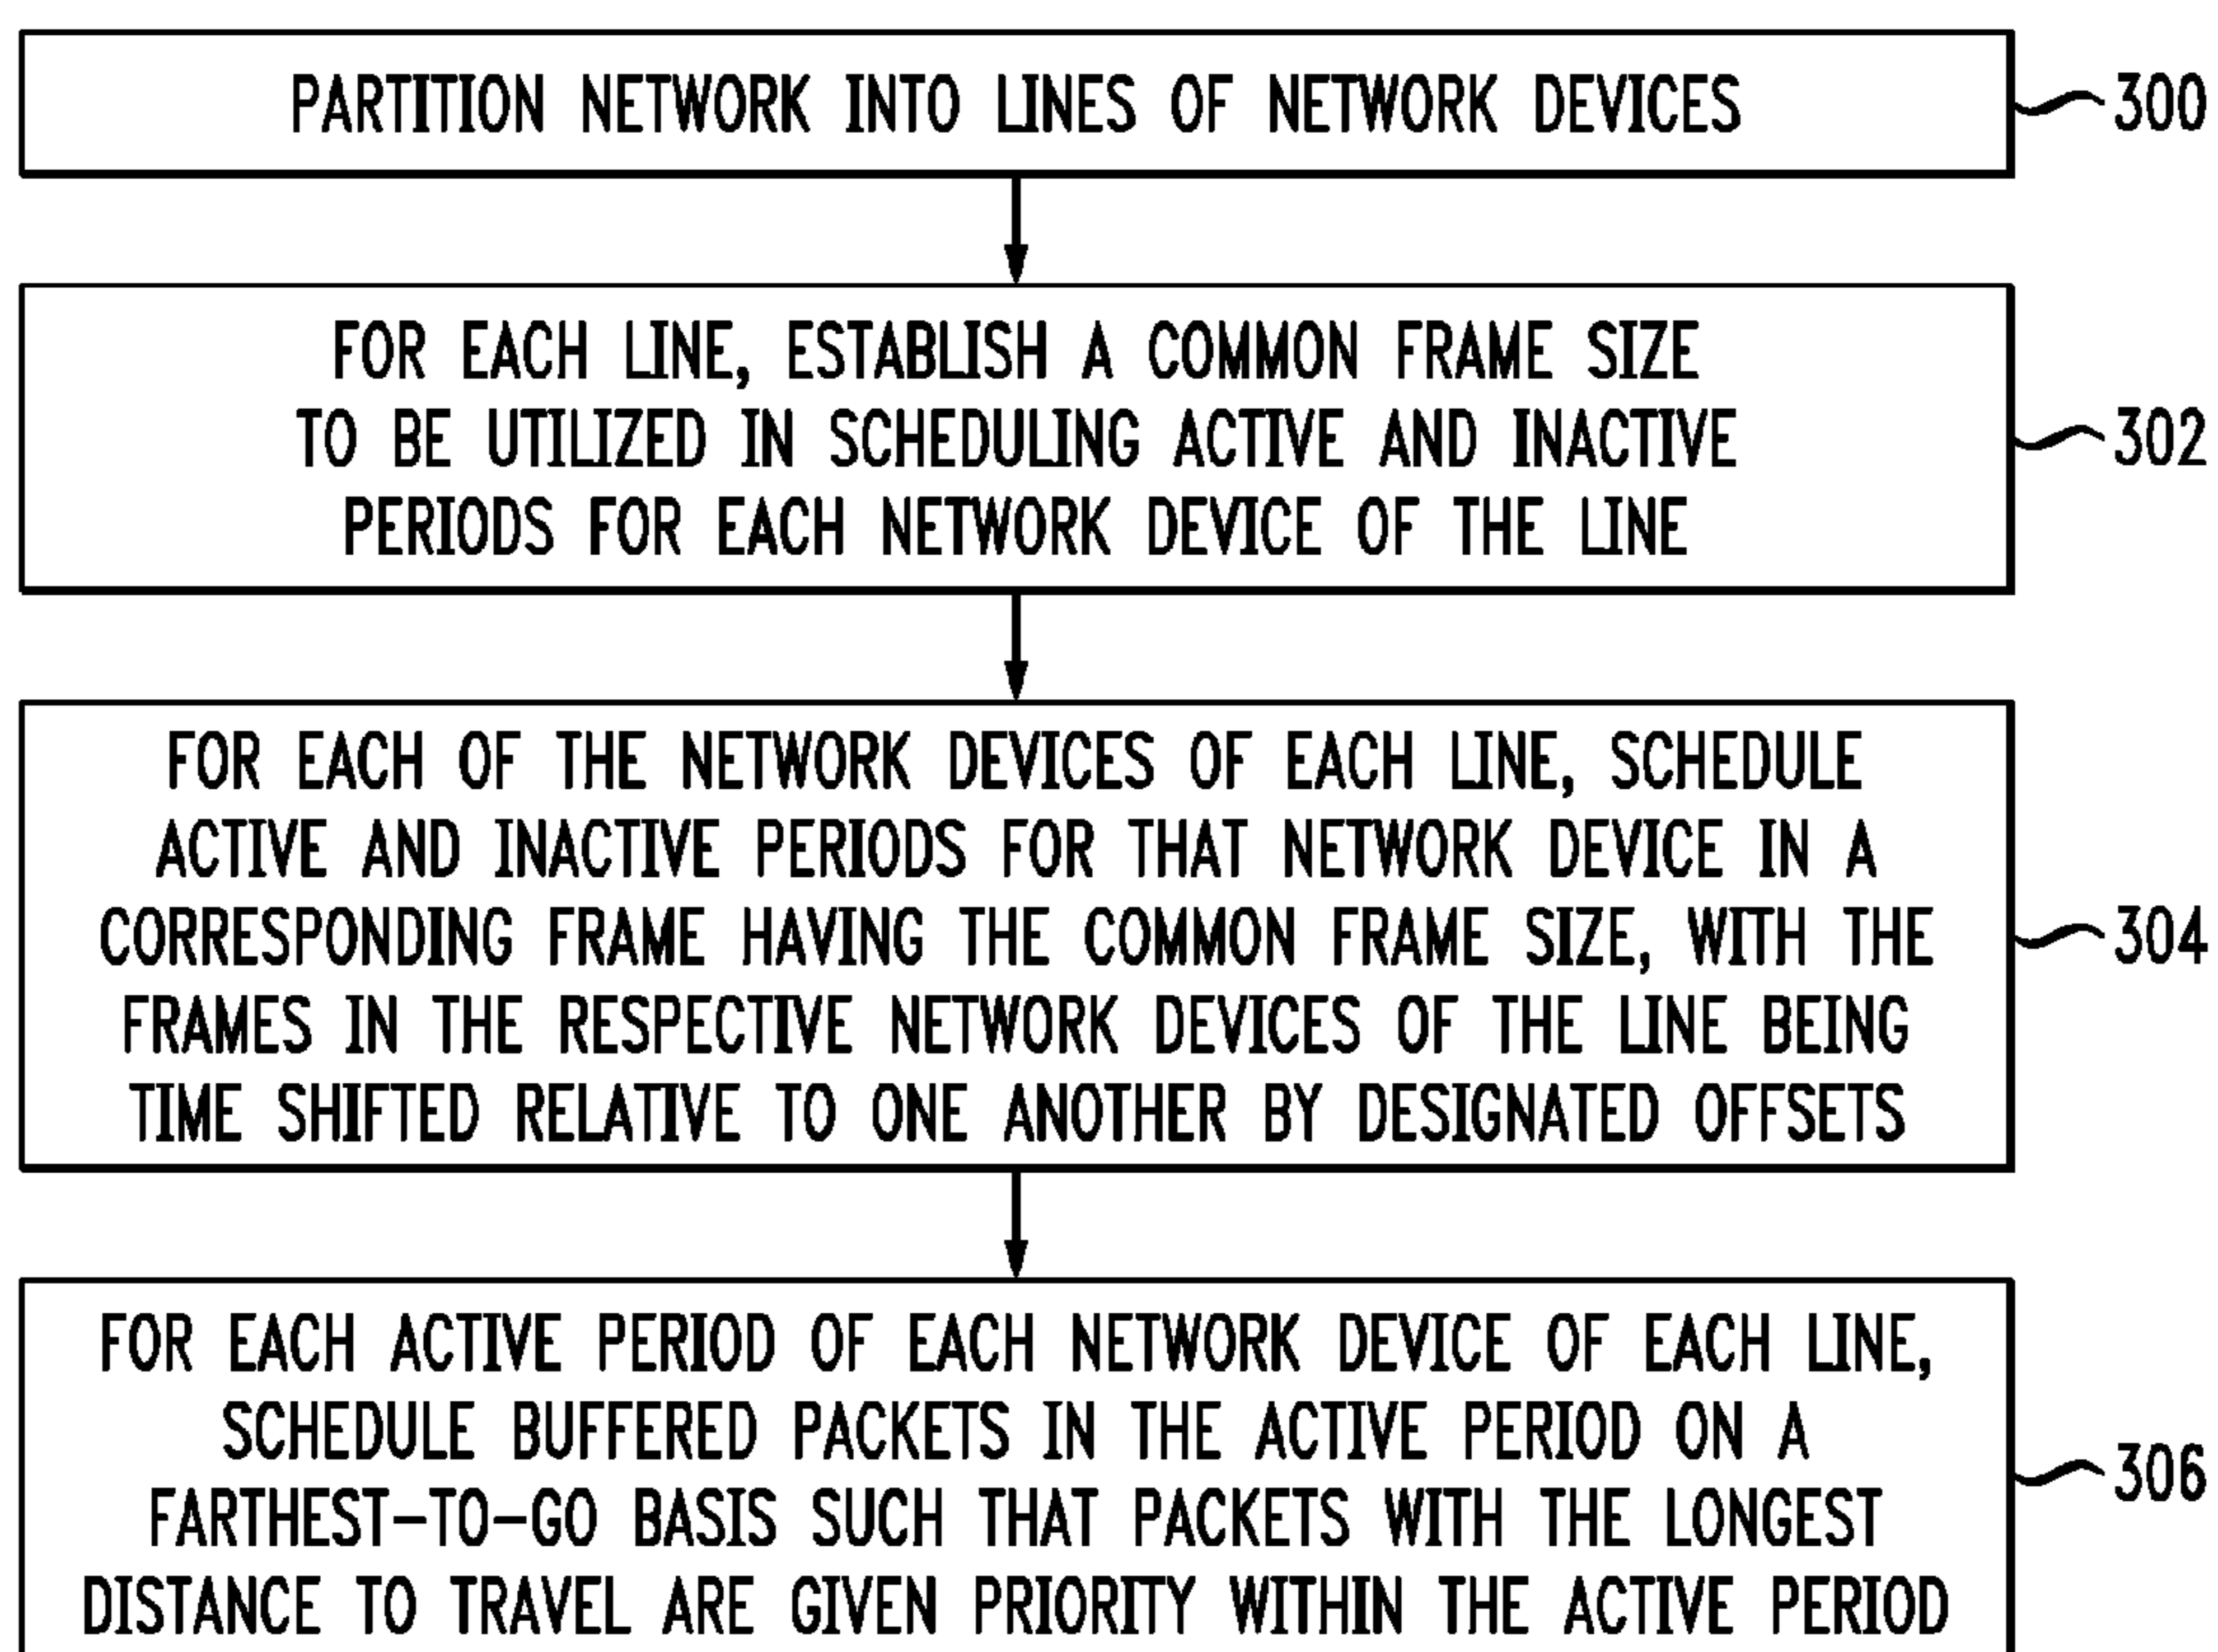 PARTITION NETWORK INTO LINES OF NETWORK DEVICES
300
FOR EACH LINE, ESTABLISH A COMMON FRAME SIZE
TO BE UTILIZED IN SCHEDULING ACTIVE AND INACTIVE
PERIODS FOR EACH NETWORK DEVICE OF THE LINE
302
FOR EACH OF THE NETWORK DEVICES OF EACH LINE, SCHEDULE
ACTIVE AND INACTIVE PERIODS FOR THAT NETWORK DEVICE IN A
CORRESPONDING FRAME HAVING THE COMMON FRAME SIZE, WITH THE
FRAMES IN THE RESPECTIVE NETWORK DEVICES OF THE LINE BEING
TIME SHIFTED RELATIVE TO ONE ANOTHER BY DESIGNATED OFFSETS
304
FOR EACH ACTIVE PERIOD OF EACH NETWORK DEVICE OF EACH LINE,
SCHEDULE BUFFERED PACKETS IN THE ACTIVE PERIOD ON A
FARTHEST-TO-GO BASIS SUCH THAT PACKETS WITH THE LONGEST
DISTANCE TO TRAVEL ARE GIVEN PRIORITY WITHIN THE ACTIVE PERIOD
306